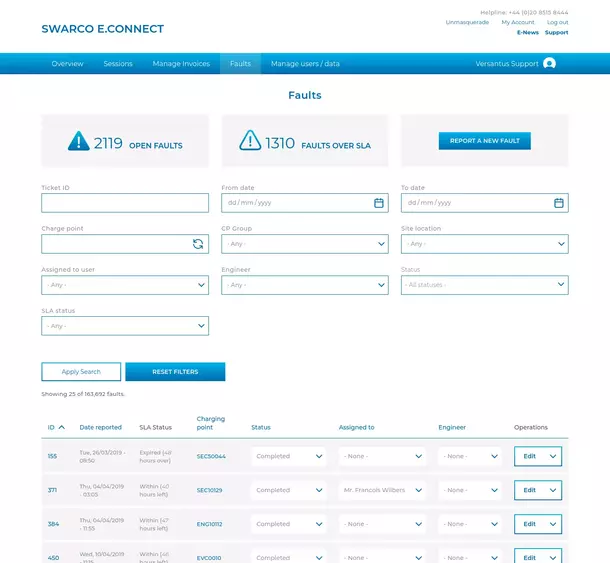 Helpline: +44 (0)20 8515 8444
SWARCO E.CONNECT
Unmasquerade My Account Log out
E-News Support
Overview Sessions Manage Invoices Faults Manage users / data Versantus Support
Faults
2119 OPEN FAULTS 1310 FAULTS OVER SLA REPORT A NEW FAULT
Ticket ID From date To date
dd / mm / yyyy dd / mm / yyyy
Charge point CP Group Site location
- Any - - Any -
Assigned to user Engineer Status
- Any - - Any - - All statuses -
SLA status
- Any -
Apply Search RESET FILTERS
Showing 25 of 163,692 faults.
ID Date reported SLA Status Charging point Status Assigned to Engineer Operations
155 Tue, 26/03/2019 - 09:50 Expired (48 hours over) SEC50044 Completed - None - - None - Edit
371 Thu, 04/04/2019 - 03:03 Within (47 hours left) SEC10129 Completed Mr. Francois Wilbers - None - Edit
384 Thu, 04/04/2019 - 11:55 Within (47 hours left) ENG10112 Completed - None - - None - Edit
450 Wed, 10/04/2019 Within (46 EVC0010 Completed - None - - None - Edit